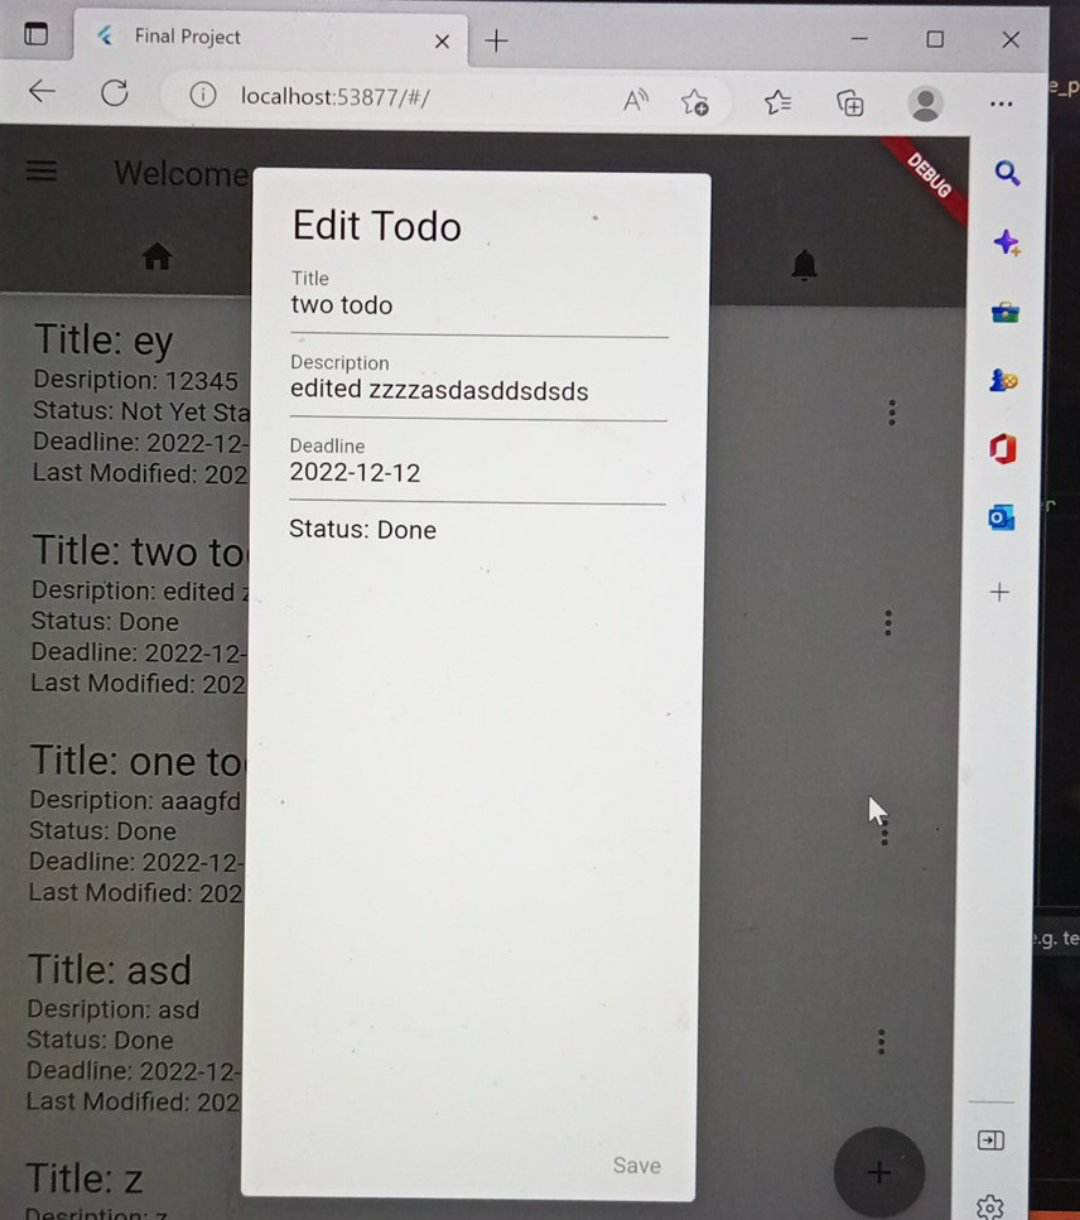 Final Project
localhost:53877/#/
e_p
Welcome
DEBUG
Edit Todo
Title
two todo
Description
edited zzzzasdasddsdsds
Deadline
2022-12-12
Status: Done
Save
Title: ey
Desription: 12345
Status: Not Yet Sta
Deadline: 2022-12-
Last Modified: 202
Title: two to
Desription: edited z
Status: Done
Deadline: 2022-12-
Last Modified: 202
Title: one to
Desription: aaagfd
Status: Done
Deadline: 2022-12-
Last Modified: 202
Title: asd
Desription: asd
Status: Done
Deadline: 2022-12-
Last Modified: 202
Title: z
Desription: z
r
e.g. te